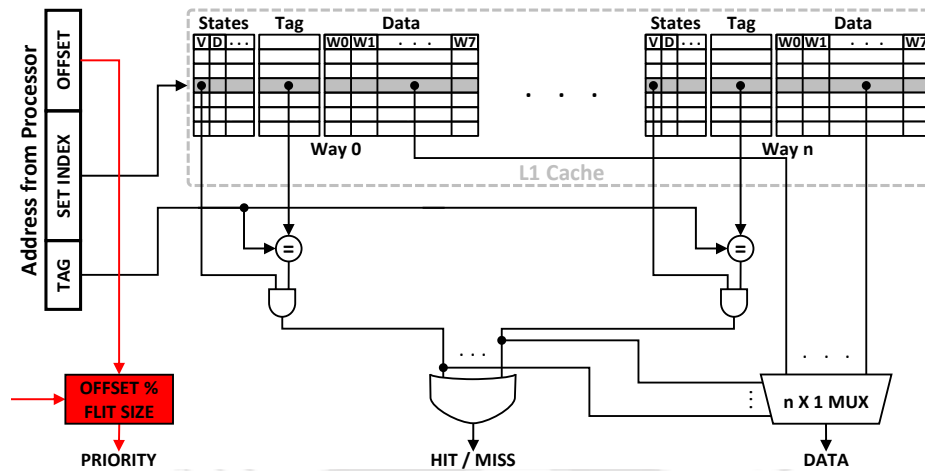 States Tag Data States Tag Data
V D ... W0 W1 . . . W7 V D ... W0 W1 . . . W7
. . .
Way 0 Way n
L1 Cache
Address from Processor
OFFSET
SET INDEX
TAG
= =
. . .
. . .
OFFSET %
FLIT SIZE
n X 1 MUX
PRIORITY HIT / MISS DATA